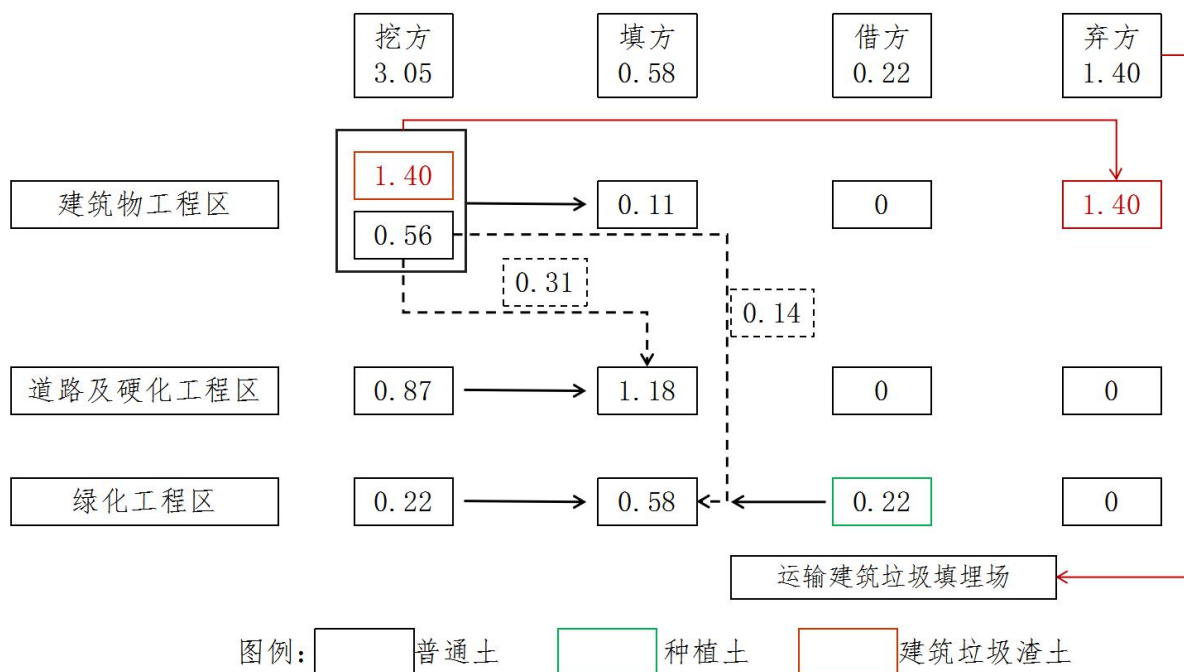 挖方 填方 借方 弃方
3.05 0.58 0.22 1.40
1.40
建筑物工程区 0.11 0 1.40
0.56
0.31
0.14
道路及硬化工程区 0.87 1.18 0 0
绿化工程区 0.22 0.58 0.22 0
运输建筑垃圾填埋场
图例: 普通土 种植土 建筑垃圾渣土